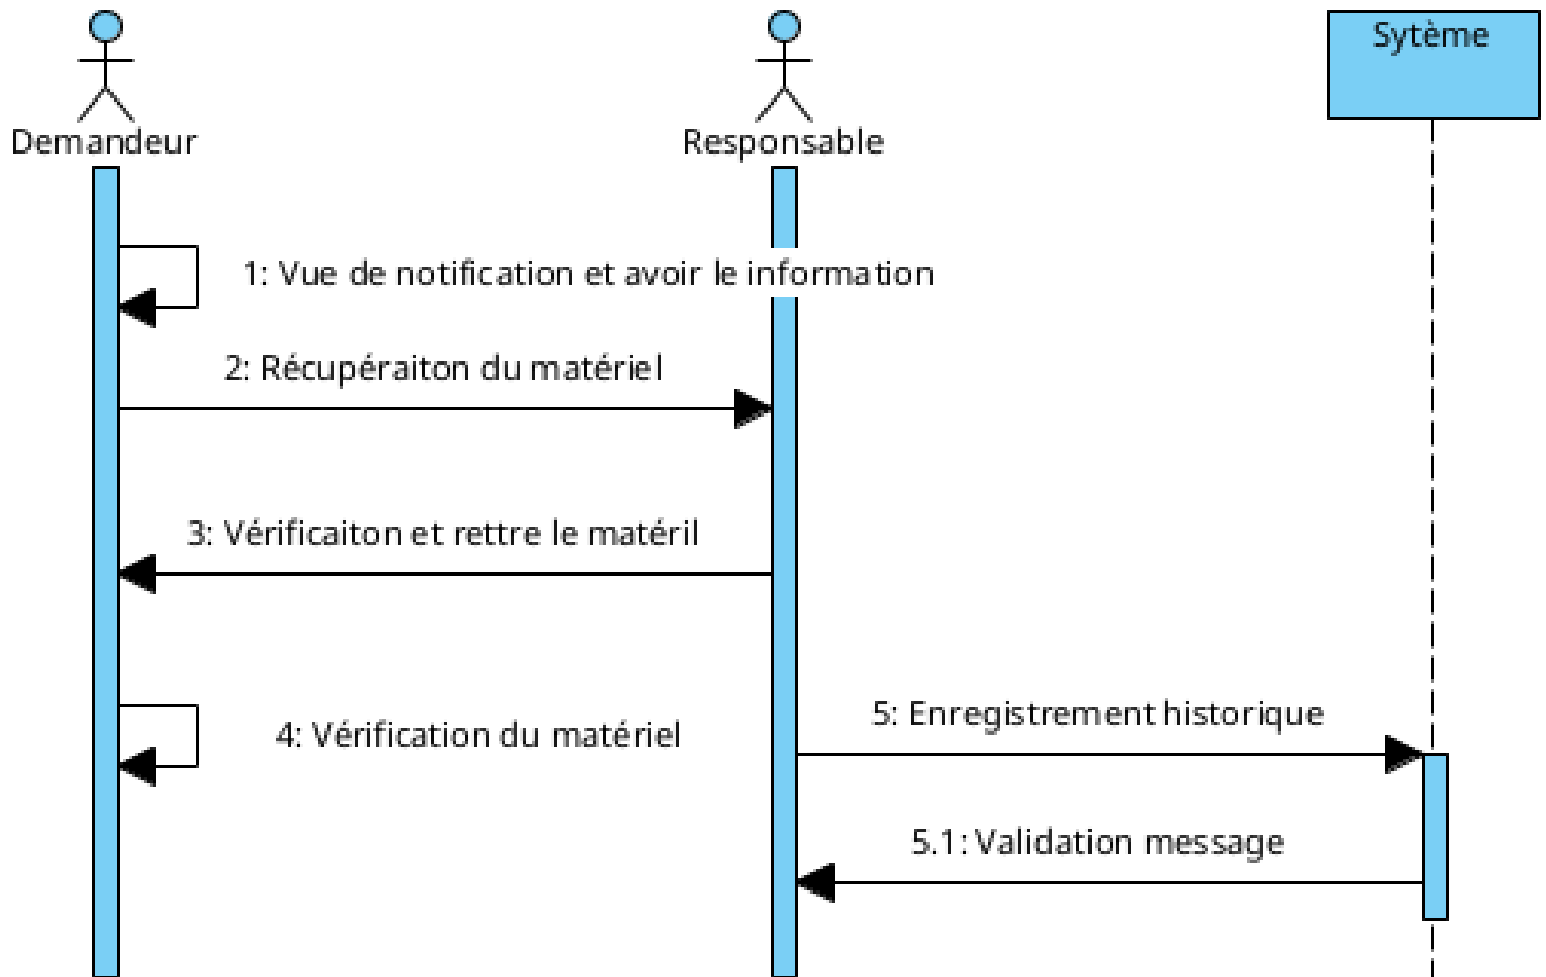 Demandeur
Responsable
Sytème
1: Vue de notification et avoir le information
2: Récupéraiton du matériel
3: Vérificaiton et rettre le matéril
4: Vérification du matériel
5: Enregistrement historique
5.1: Validation message